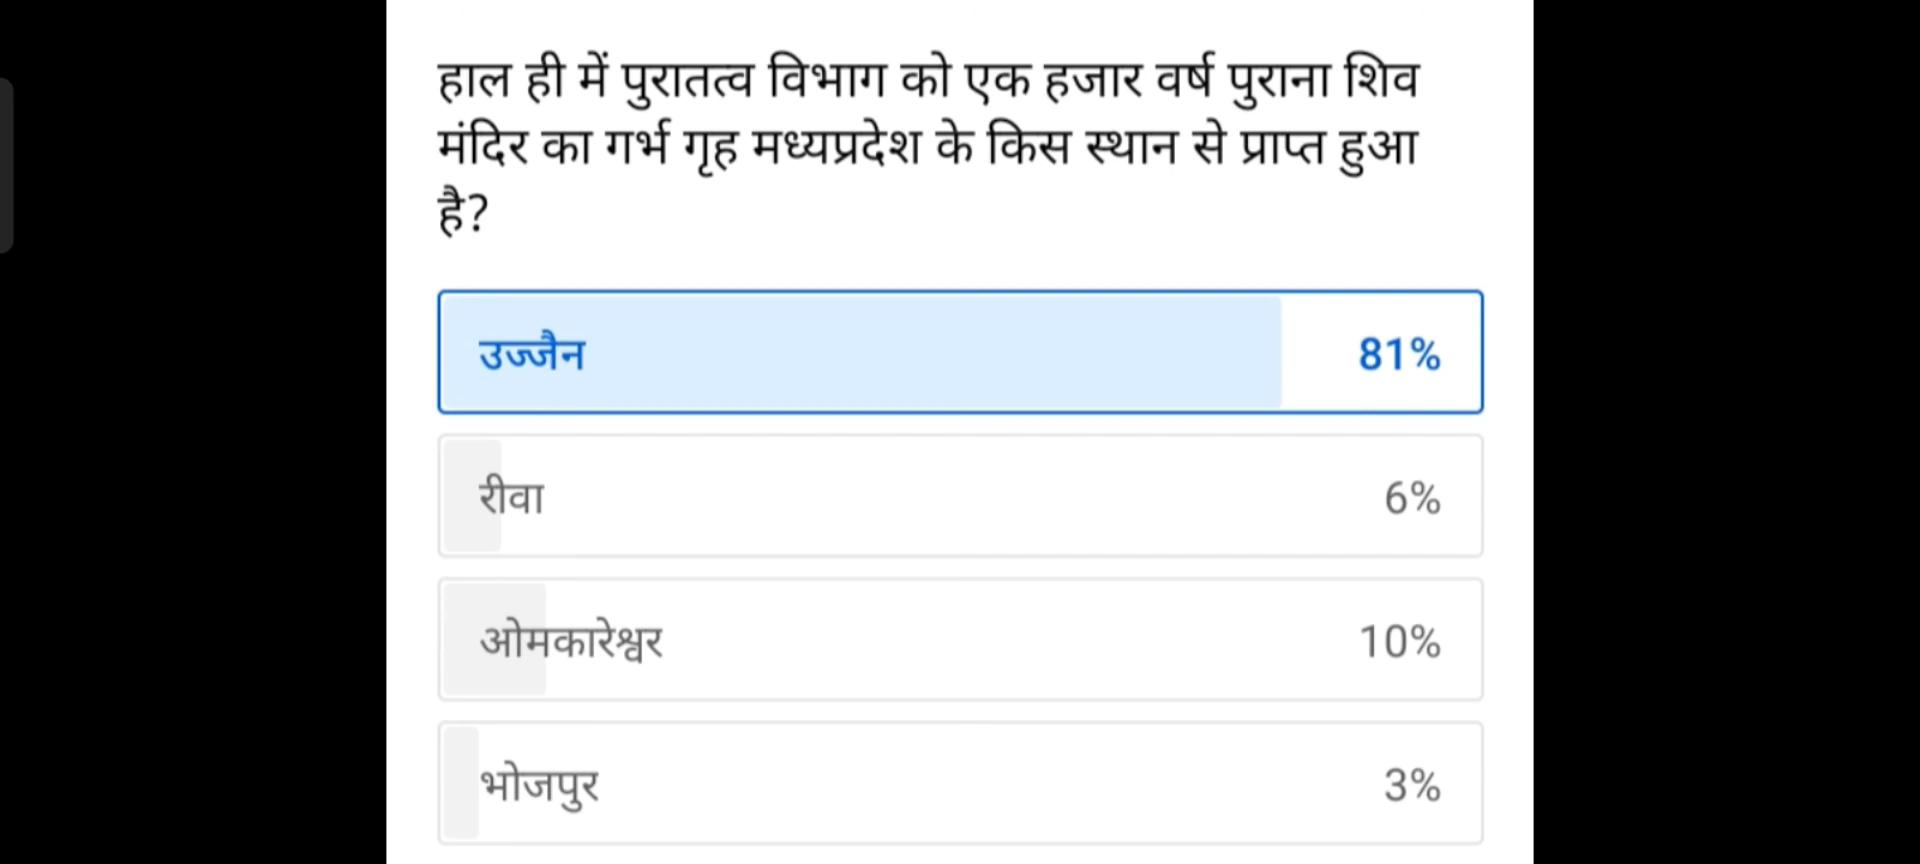 हाल ही में पुरातत्व विभाग को एक हजार वर्ष पुराना शिव
मंदिर का गर्भ गृह मध्यप्रदेश के किस स्थान से प्राप्त हुआ
है?
उज्जैन 81%
रीवा 6%
ओमकारेश्वर 10%
भोजपुर 3%